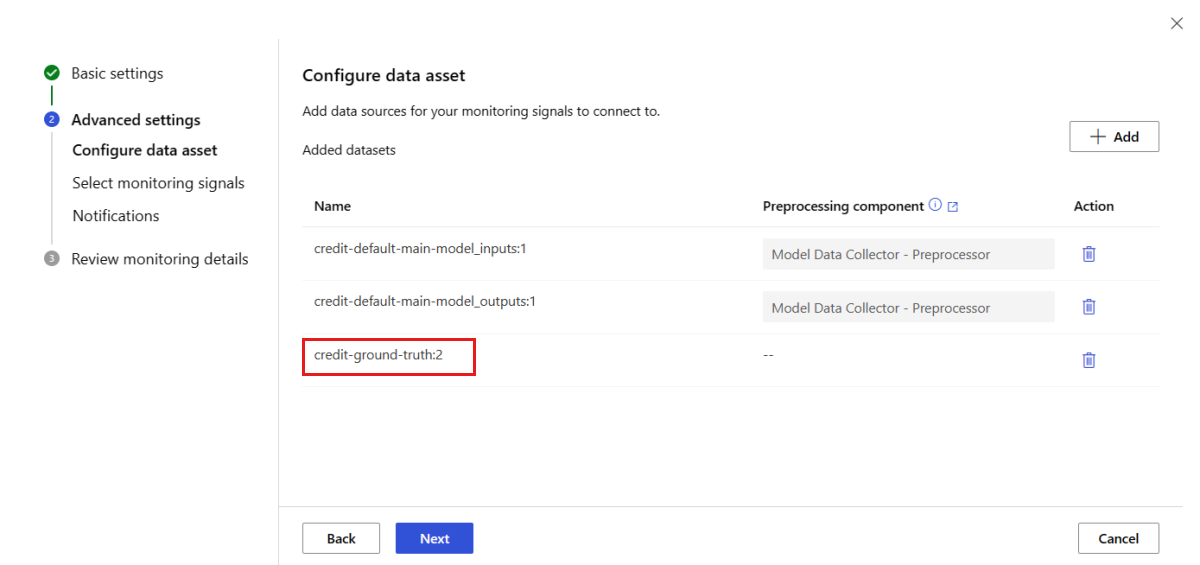 Basic settings
2
Advanced settings
Configure data asset
Select monitoring signals
Notifications
3
Review monitoring details
Configure data asset
Add data sources for your monitoring signals to connect to.
+ Add
Added datasets
Name Preprocessing component Action
credit-default-main-model_inputs:1 Model Data Collector - Preprocessor
credit-default-main-model_outputs:1 Model Data Collector - Preprocessor
credit-ground-truth:2 --
Back Next Cancel